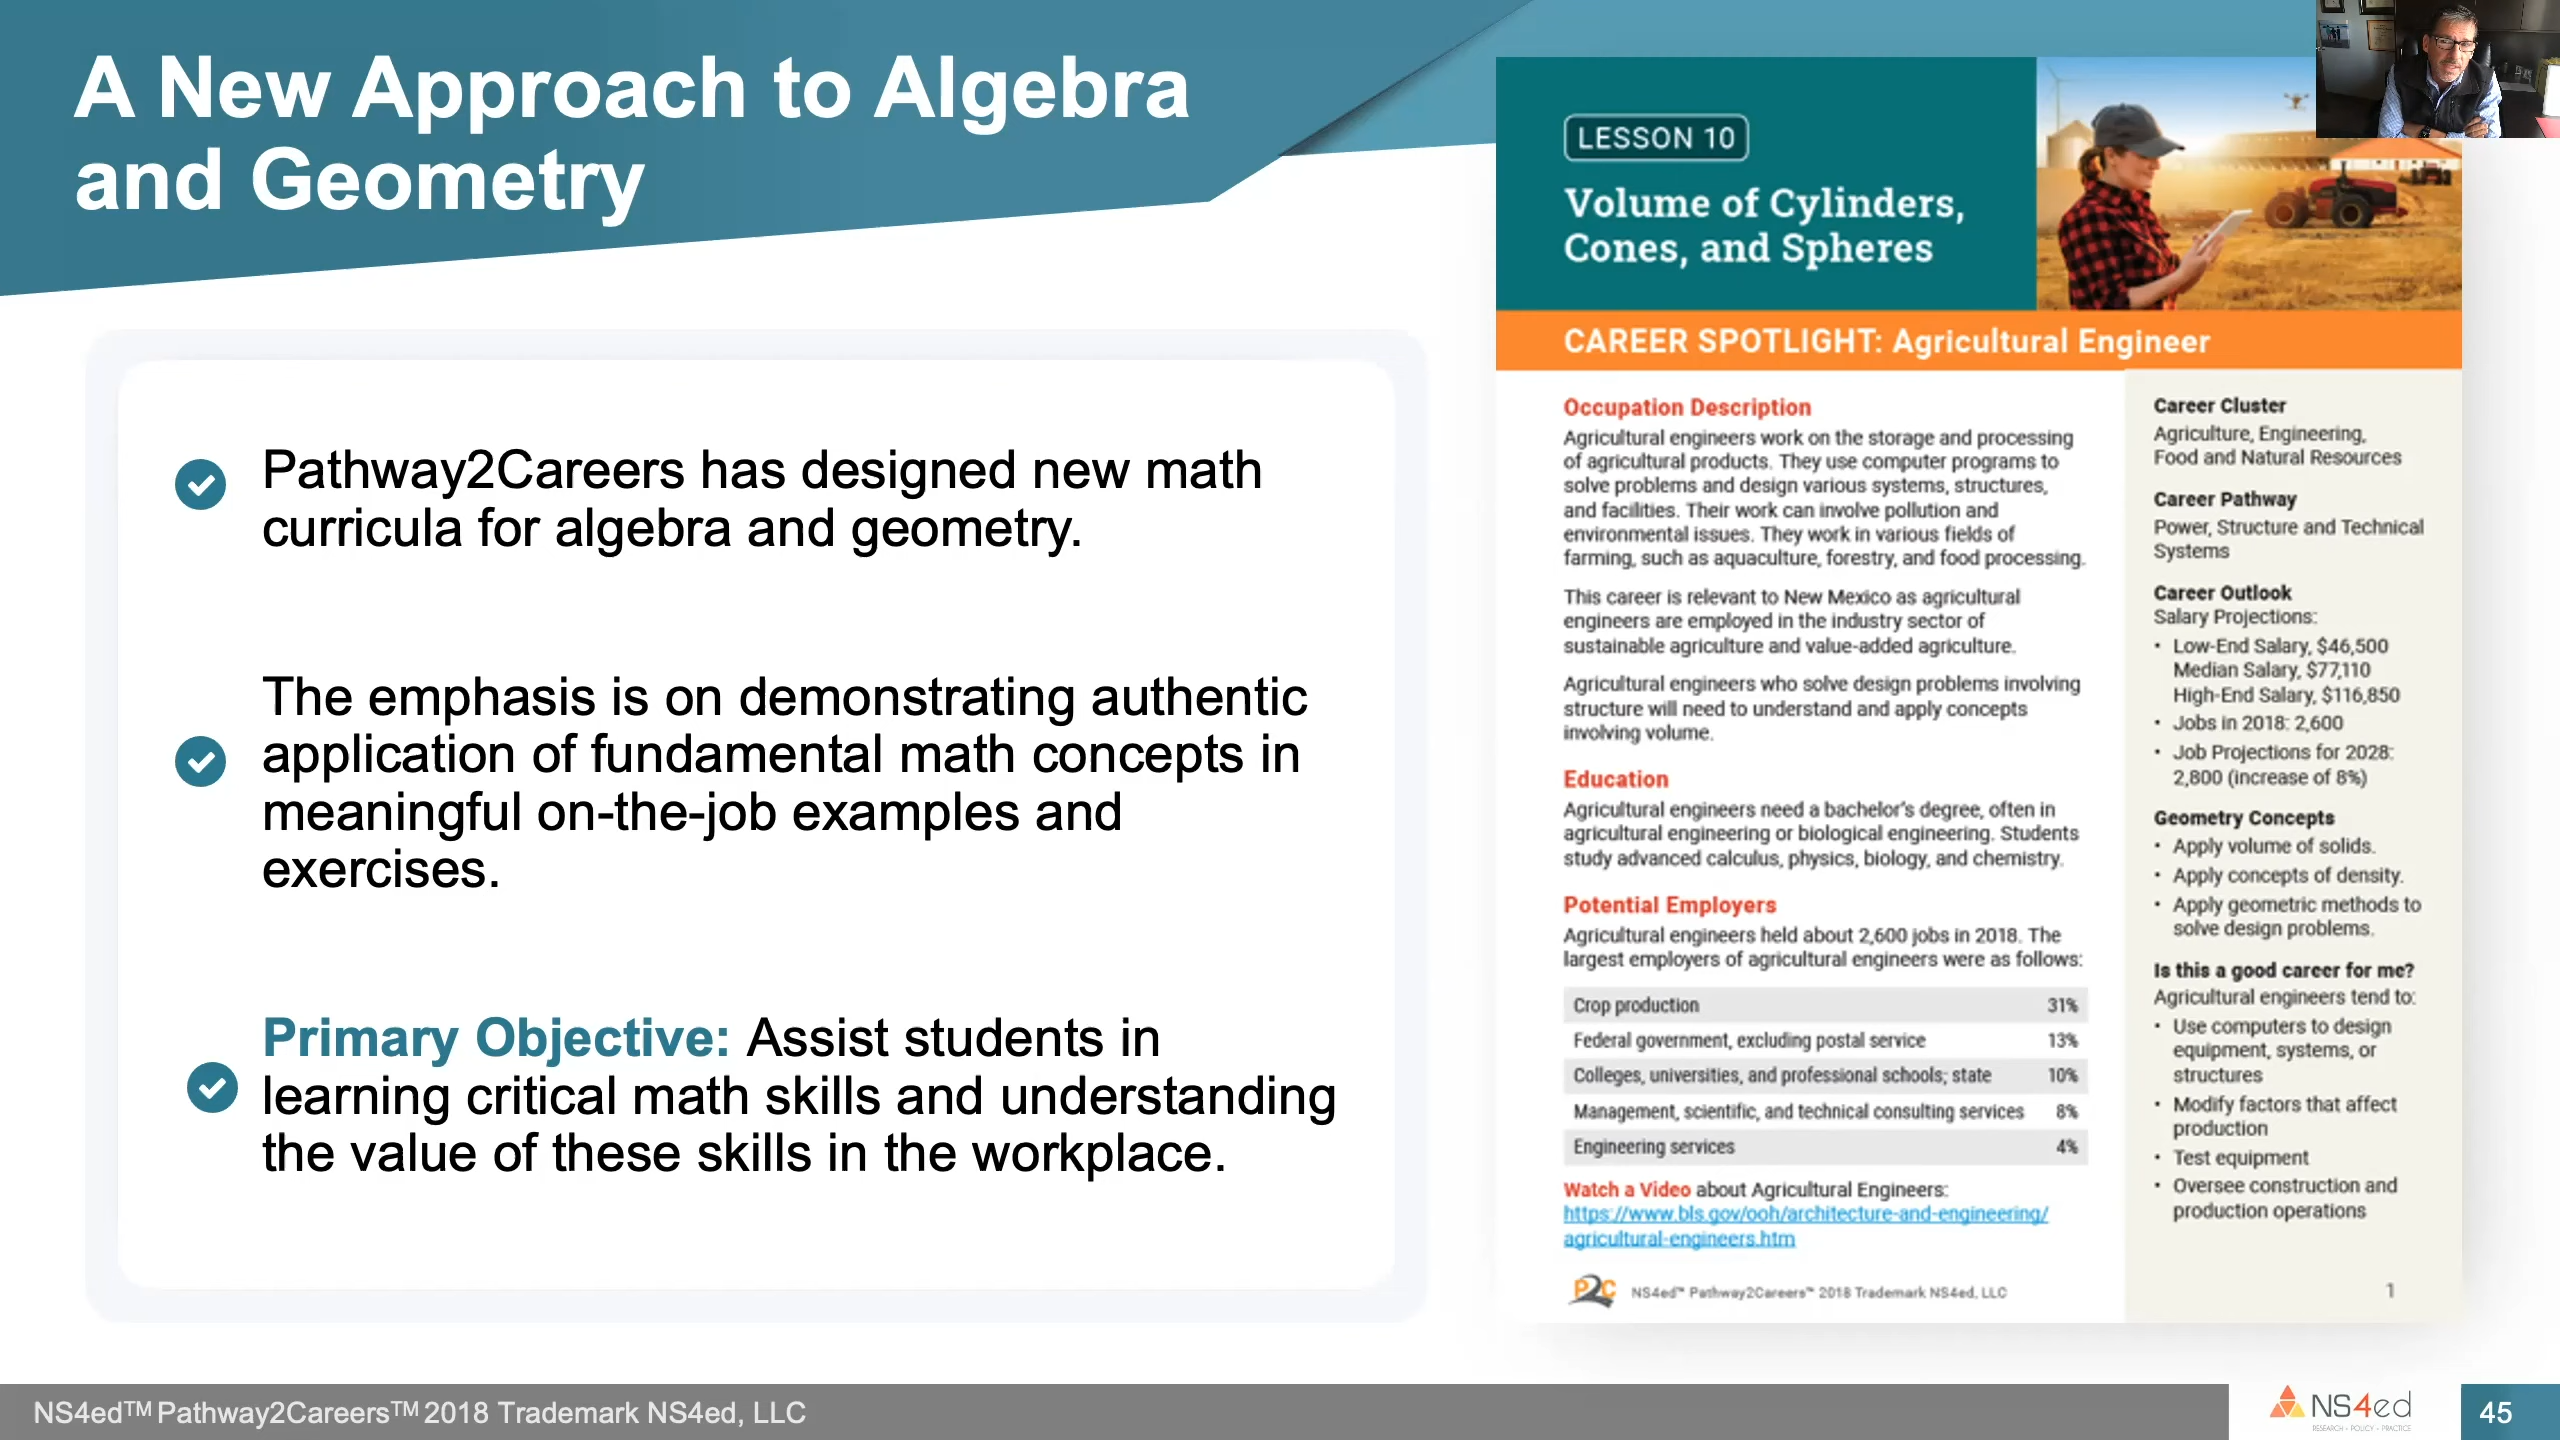 A New Approach to Algebra
and Geometry
Pathway2Careers has designed new math
curricula for algebra and geometry.
The emphasis is on demonstrating authentic
application of fundamental math concepts in
meaningful on-the-job examples and
exercises.
Primary Objective: Assist students in
learning critical math skills and understanding
the value of these skills in the workplace.
LESSON 10
Volume of Cylinders,
Cones, and Spheres
CAREER SPOTLIGHT: Agricultural Engineer
Occupation Description
Agricultural engineers work on the storage and processing
of agricultural products. They use computer programs to
solve problems and design various systems, structures,
and facilities. Their work can involve pollution and
environmental issues. They work in various fields of
farming, such as aquaculture, forestry, and food processing.
This career is relevant to New Mexico as agricultural
engineers are employed in the industry sector of
sustainable agriculture and value-added agriculture.
Agricultural engineers who solve design problems involving
structure will need to understand and apply concepts
involving volume.
Education
Agricultural engineers need a bachelor's degree, often in
agricultural engineering or biological engineering. Students
study advanced calculus, physics, biology, and chemistry.
Potential Employers
Agricultural engineers held about 2,600 jobs in 2018. The
largest employers of agricultural engineers were as follows:
Crop production 31%
Federal government, excluding postal service 13%
Colleges, universities, and professional schools; state 10%
Management, scientific, and technical consulting services 8%
Engineering services 4%
Watch a Video about Agricultural Engineers:
https://www.bls.gov/ooh/architecture-and-engineering/
agricultural-engineers.htm
P2C NS4ed™ Pathway2Careers™ 2018 Trademark NS4ed, LLC
Career Cluster
Agriculture, Engineering,
Food and Natural Resources
Career Pathway
Power, Structure and Technical
Systems
Career Outlook
Salary Projections:
• Low-End Salary, $46,500
Median Salary, $77,110
High-End Salary, $116,850
• Jobs in 2018: 2,600
• Job Projections for 2028:
2,800 (increase of 8%)
Geometry Concepts
• Apply volume of solids.
• Apply concepts of density.
• Apply geometric methods to
solve design problems.
Is this a good career for me?
Agricultural engineers tend to:
• Use computers to design
equipment, systems, or
structures
• Modify factors that affect
production
• Test equipment
• Oversee construction and
production operations
1
NS4ed™ Pathway2Careers™ 2018 Trademark NS4ed, LLC
NS4ed
RESEARCH • POLICY • PRACTICE
45